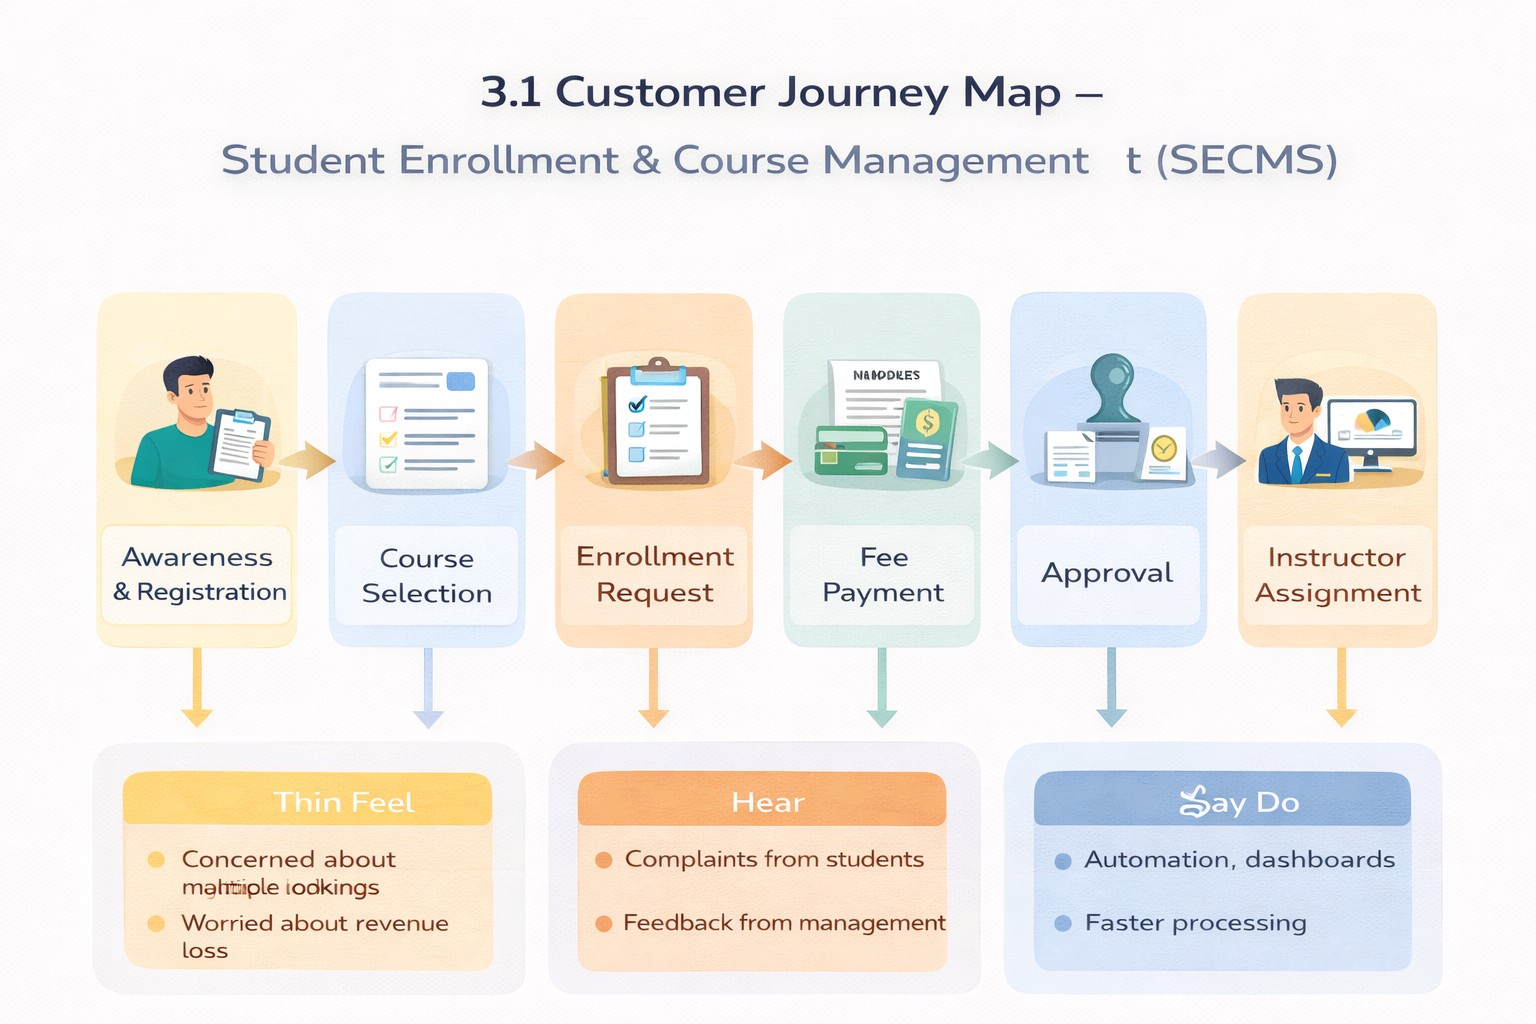 3.1 Customer Journey Map –
Student Enrollment & Course Management t (SECMS)
Awareness
& Registration
Course
Selection
Enrollment
Request
Fee
Payment
Approval
Instructor
Assignment
Thin Feel
Concerned about
Worried about revenue
loss
Hear
Complaints from students
Feedback from management
Say Do
Automation, dashboards
Faster processing